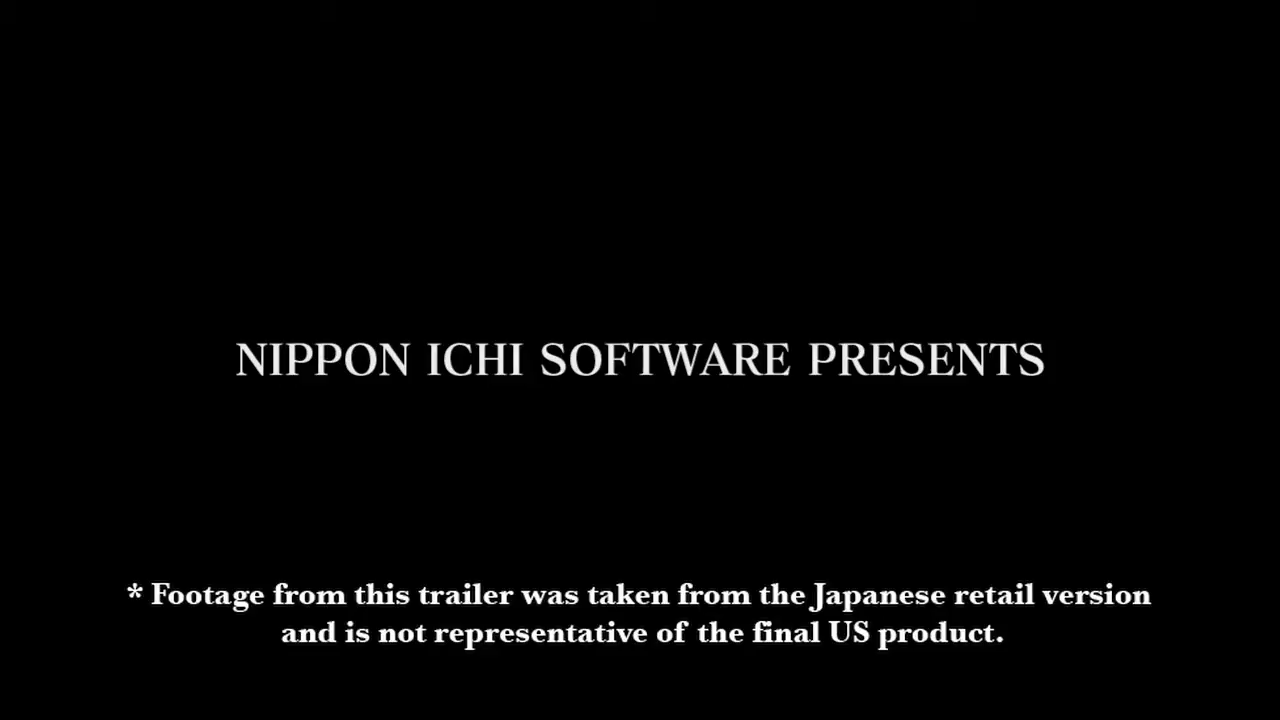 NIPPON ICHI SOFTWARE PRESENTS
* Footage from this trailer was taken from the Japanese retail version
and is not representative of the final US product.